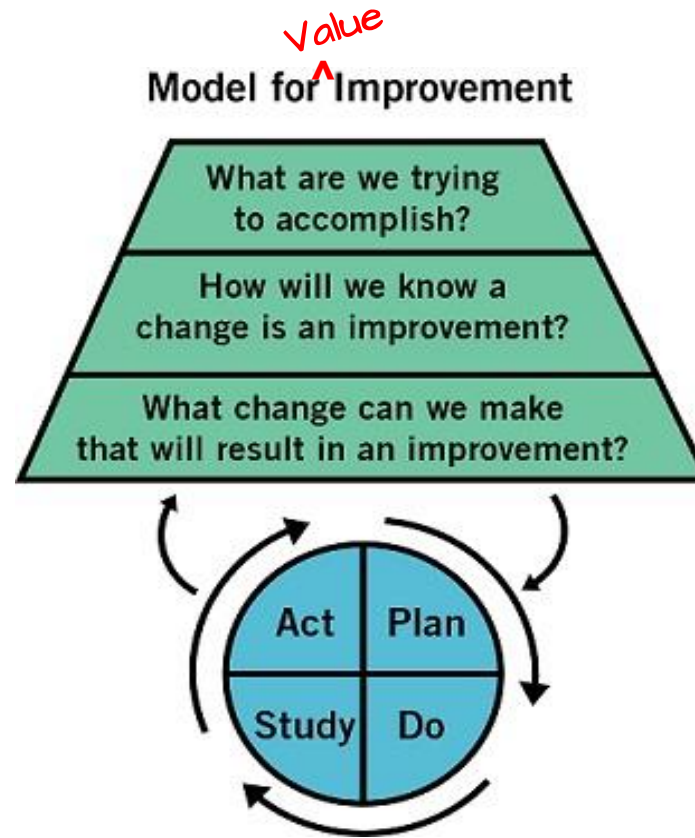 Value
^
Model for Improvement
What are we trying
to accomplish?
How will we know a
change is an improvement?
What change can we make
that will result in an improvement?
Act Plan
Study Do